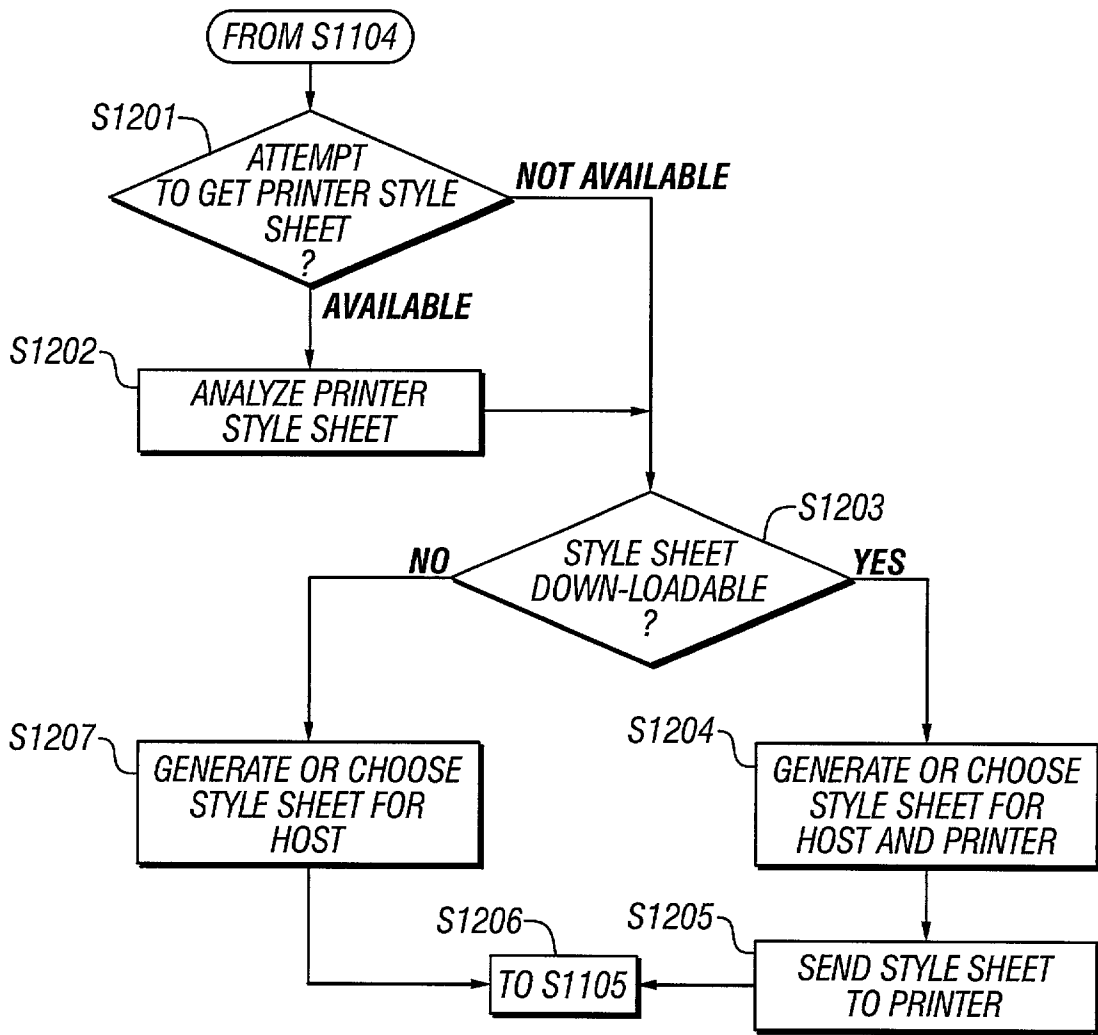 FROM S1104
S1201
ATTEMPT
TO GET PRINTER STYLE
SHEET
?
NOT AVAILABLE
AVAILABLE
S1202
ANALYZE PRINTER
STYLE SHEET
S1203
STYLE SHEET
DOWN-LOADABLE
?
NO
YES
S1207
GENERATE OR CHOOSE
STYLE SHEET FOR
HOST
S1204
GENERATE OR CHOOSE
STYLE SHEET FOR
HOST AND PRINTER
S1206
TO S1105
S1205
SEND STYLE SHEET
TO PRINTER